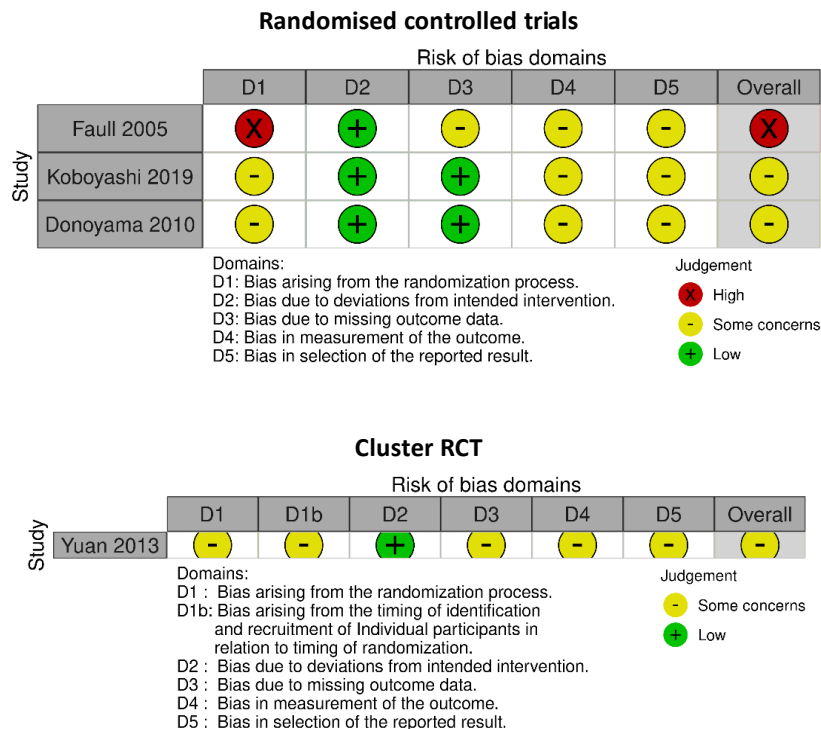 Randomised controlled trials
Risk of bias domains
D1 D2 D3 D4 D5 Overall
Study
Faull 2005 X + - - - X
Koboyashi 2019 - + + - - -
Donoyama 2010 - + + - - -
Domains:
D1: Bias arising from the randomization process.
D2: Bias due to deviations from intended intervention.
D3: Bias due to missing outcome data.
D4: Bias in measurement of the outcome.
D5: Bias in selection of the reported result.
Judgement
X High
- Some concerns
+ Low
Cluster RCT
Risk of bias domains
D1 D1b D2 D3 D4 D5 Overall
Study
Yuan 2013 - - + - - - -
Domains:
D1 : Bias arising from the randomization process.
D1b: Bias arising from the timing of identification
and recruitment of Individual participants in
relation to timing of randomization.
D2 : Bias due to deviations from intended intervention.
D3 : Bias due to missing outcome data.
D4 : Bias in measurement of the outcome.
D5 : Bias in selection of the reported result.
Judgement
- Some concerns
+ Low